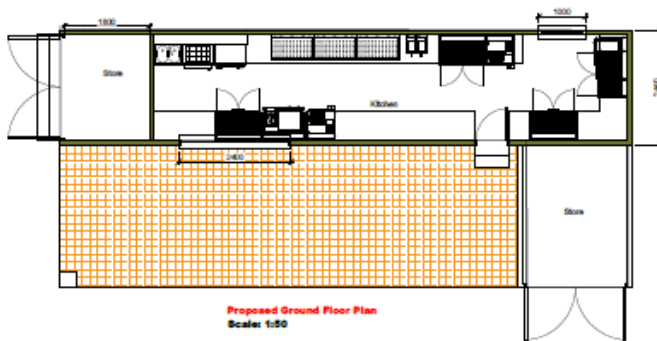 1800
1000
Store
Kitchen
2400
Store
Proposed Ground Floor Plan
Scale: 1:50